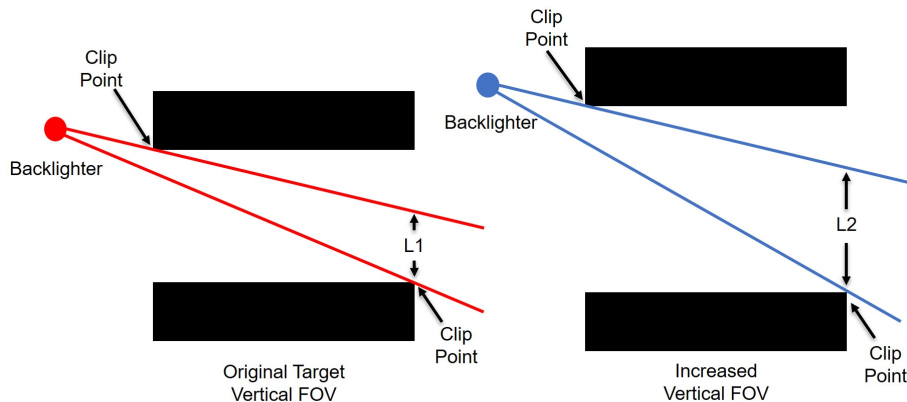 Clip
Point
Backlighter
L1
Clip
Point
Original Target
Vertical FOV
Clip
Point
Backlighter
L2
Clip
Point
Increased
Vertical FOV